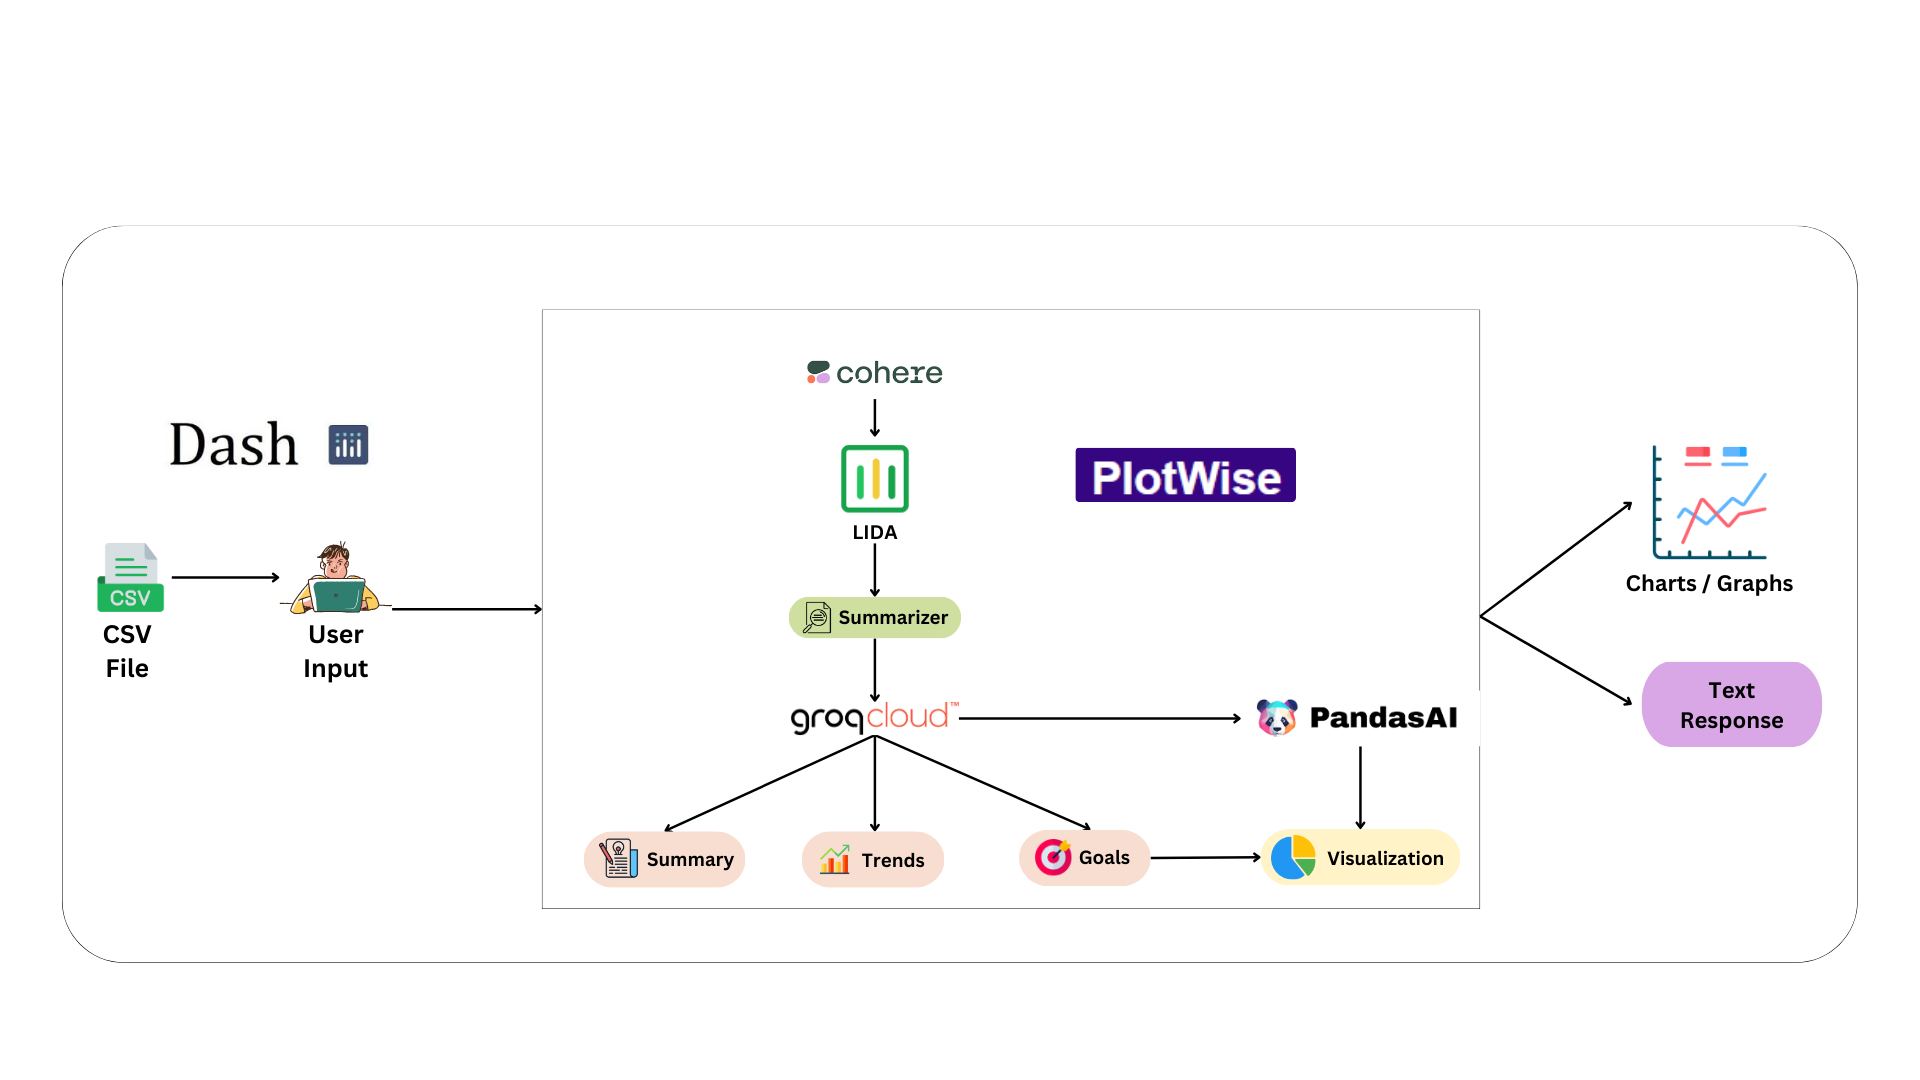 Dash
CSV
CSV
File
User
Input
cohere
LIDA
PlotWise
Summarizer
groqcloud™
PandasAI
Summary
Trends
Goals
Visualization
Charts / Graphs
Text
Response